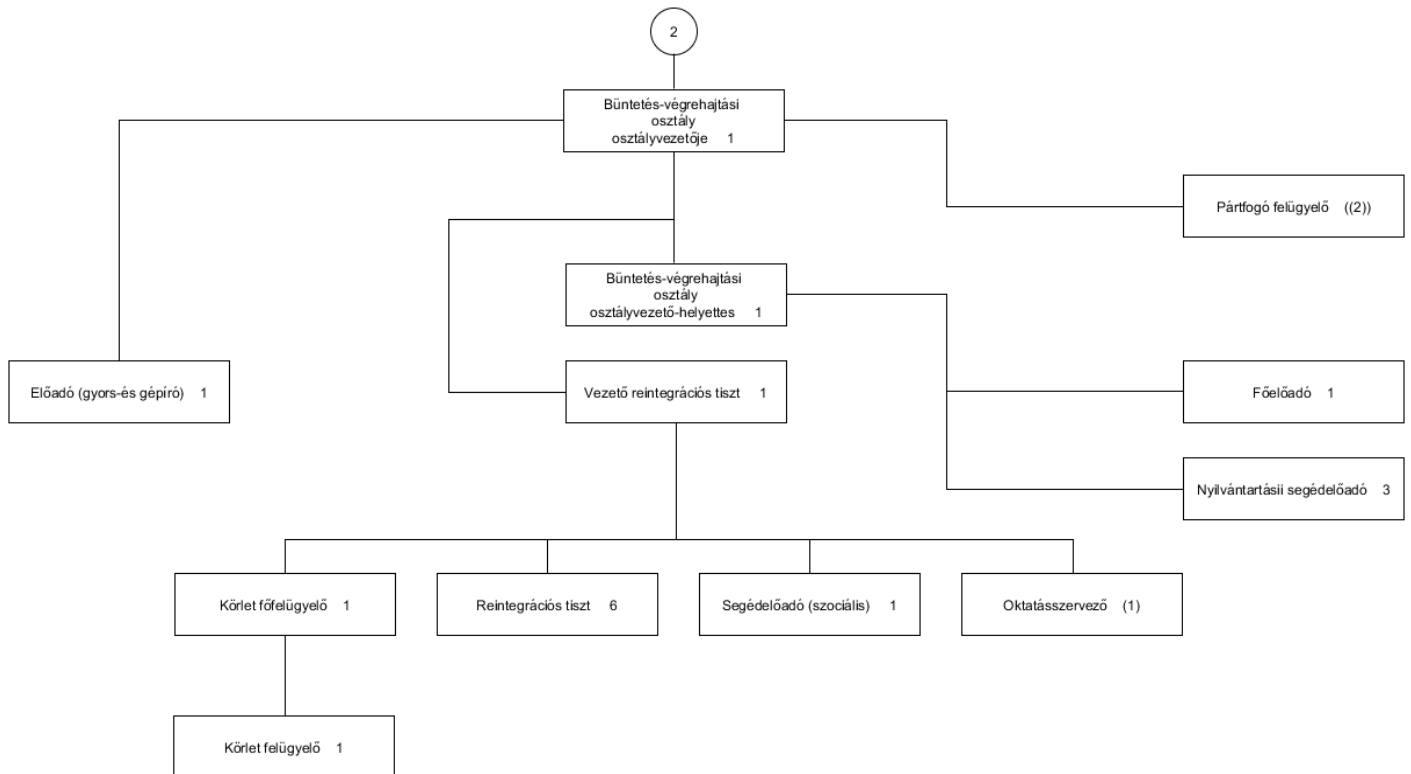 2
Büntetés-végrehajtási
osztály
osztályvezetője 1
Pártfogó felügyelő ((2))
Büntetés-végrehajtási
osztály
osztályvezető-helyettes 1
Előadó (gyors-és gépíró) 1
Vezető reintegrációs tiszt 1
Főelőadó 1
Nyilvántartásii segédelőadó 3
Körlet főfelügyelő 1
Reintegrációs tiszt 6
Segédelőadó (szociális) 1
Oktatásszervező (1)
Körlet felügyelő 1